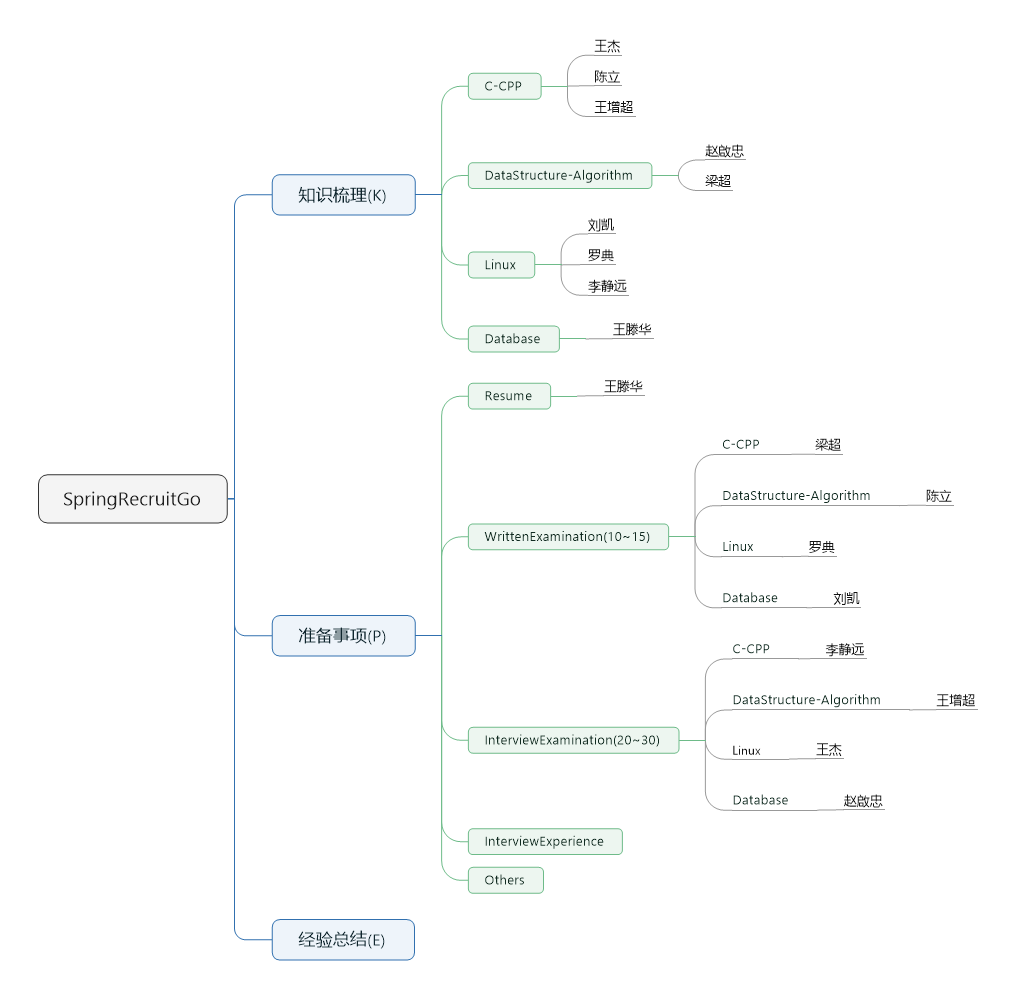 SpringRecruitGo
知识梳理(K)
C-CPP
王杰
陈立
王增超
DataStructure-Algorithm
赵啟忠
梁超
Linux
刘凯
罗典
李静远
Database
王滕华
准备事项(P)
Resume
王滕华
WrittenExamination(10~15)
C-CPP
梁超
DataStructure-Algorithm
陈立
Linux
罗典
Database
刘凯
InterviewExamination(20~30)
C-CPP
李静远
DataStructure-Algorithm
王增超
Linux
王杰
Database
赵啟忠
InterviewExperience
Others
经验总结(E)